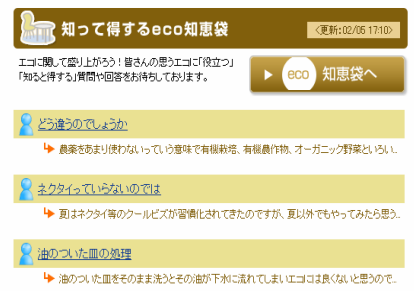 知って得するeco知恵袋
<更新:02/05 17:10>
エコに関して盛り上がろう!皆さんの思うエコに「役立つ」
「知ると得する」質問や回答をお待ちしております。
eco 知恵袋へ
どう違うのでしょうか
農薬をあまり使わないっていう意味で有機栽培、有機農作物、オーガニック野菜といろい..
ネクタイっていらないのでは
夏はネクタイ等のクールビズが習慣化されてきたのですが、夏以外でもやってみたら思う..
油のついた皿の処理
油のついた皿をそのまま洗うとその油が下水に流れてしまいエコには良くないと思うので..